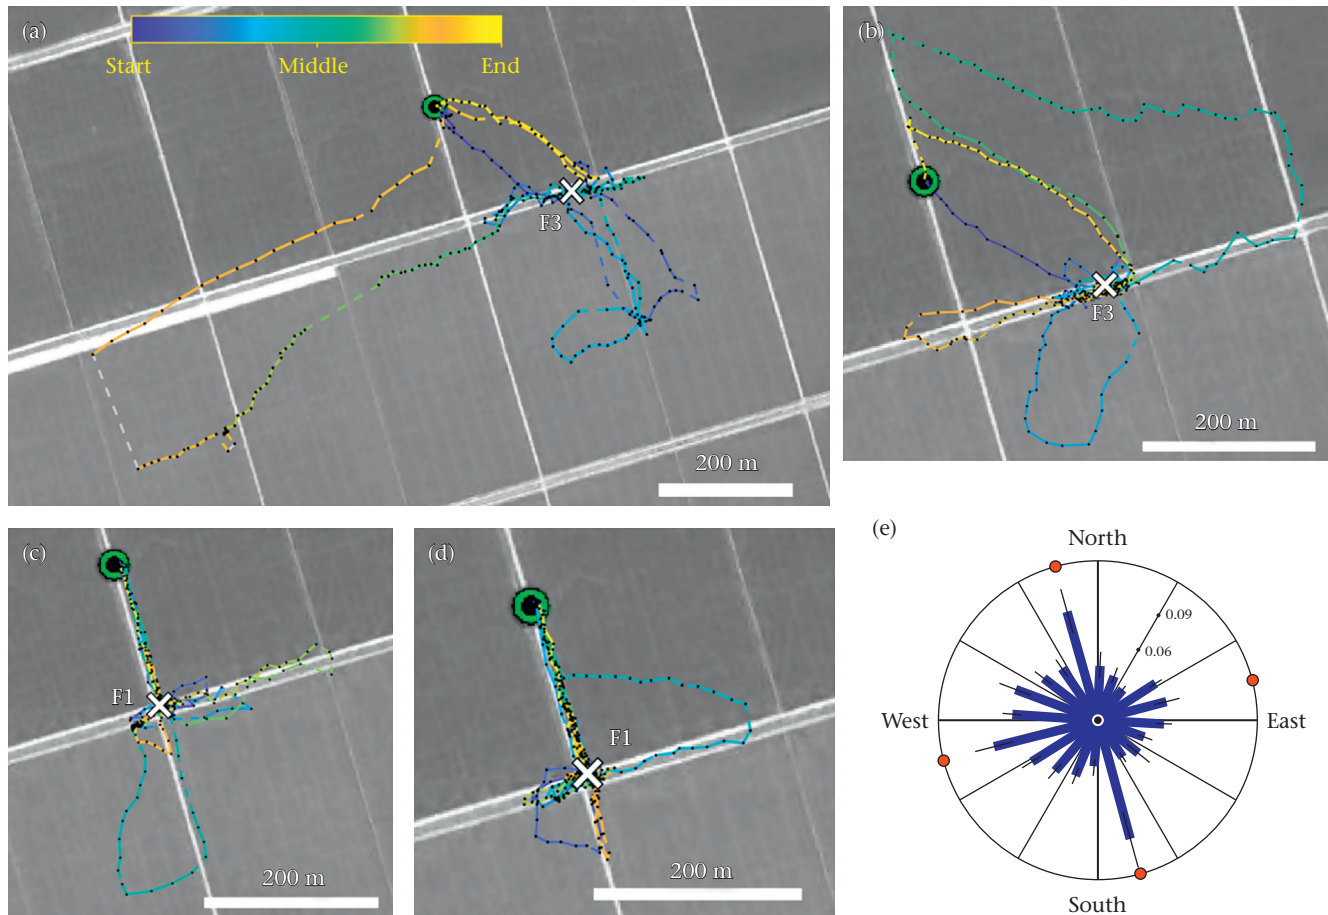 (a)
Start Middle End
F3
200 m
(b)
F3
200 m
(c)
F1
200 m
(d)
F1
200 m
(e)
North
0.09
0.06
West East
South